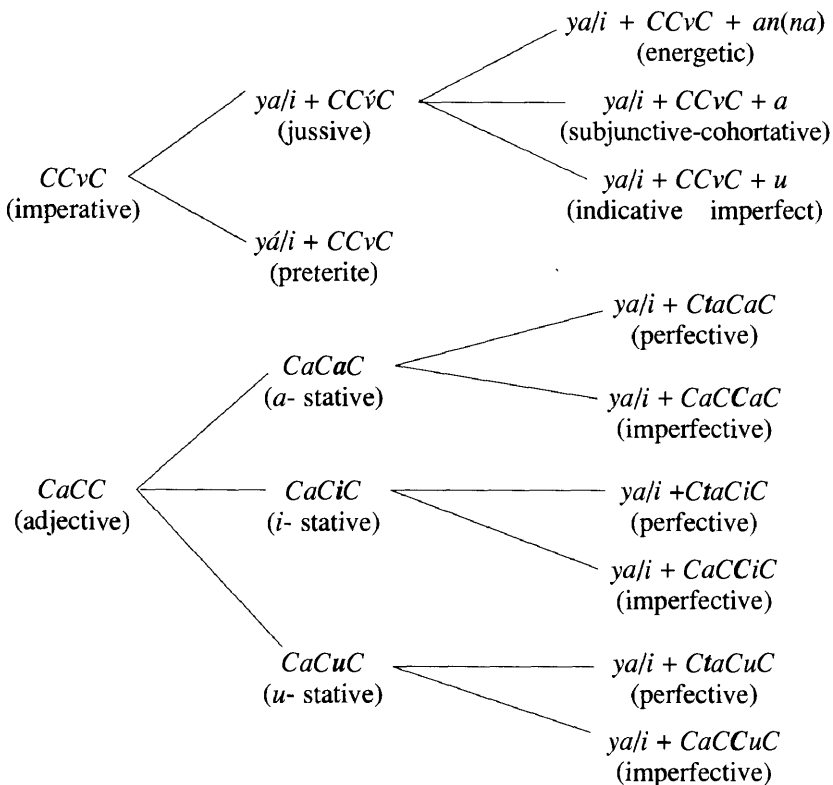 ya/i + CCvC + an(na)
(energetic)
ya/i + CCv́C
(jussive)
ya/i + CCvC + a
(subjunctive-cohortative)
CCvC
(imperative)
ya/i + CCvC + u
(indicative imperfect)
yá/i + CCvC
(preterite)
ya/i + CtaCaC
(perfective)
CaCaC
(a- stative)
ya/i + CaCCaC
(imperfective)
CaCC
(adjective)
CaCiC
(i- stative)
ya/i +CtaCiC
(perfective)
ya/i + CaCCiC
(imperfective)
CaCuC
(u- stative)
ya/i + CtaCuC
(perfective)
ya/i + CaCCuC
(imperfective)